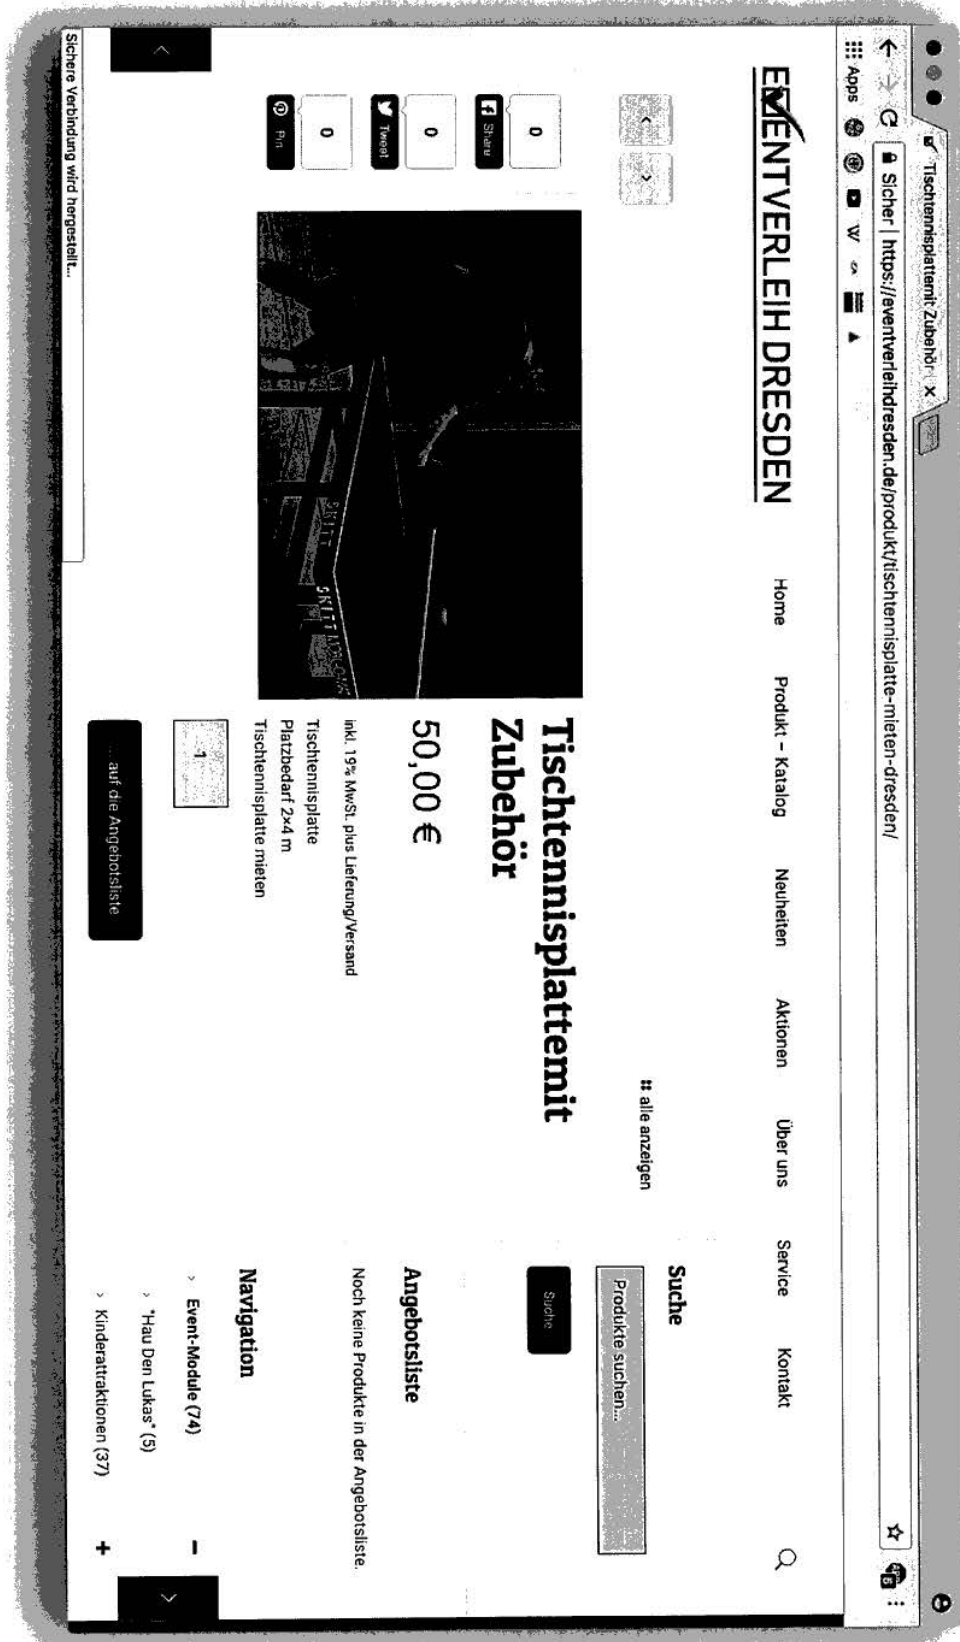 Tischtennisplattemit Zubehör x
Sicher | https://eventverleihdresden.de/produkt/tischtennisplatte-mieten-dresden/
Apps W
EVENTVERLEIH DRESDEN
Home Produkt – Katalog Neuheiten Aktionen Über uns Service Kontakt
< >
alle anzeigen
0
Share
0
Tweet
0
Pin
SKITT
Tischtennisplattemit
Zubehör
50,00 €
inkl. 19% MwSt. plus Lieferung/Versand
Tischtennisplatte
Platzbedarf 2×4 m
Tischtennisplatte mieten
1
... auf die Angebotsliste
Suche
Produkte suchen...
Suche
Angebotsliste
Noch keine Produkte in der Angebotsliste.
Navigation
> Event-Module (74) –
> "Hau Den Lukas" (5)
> Kinderattraktionen (37) +
Sichere Verbindung wird hergestellt...